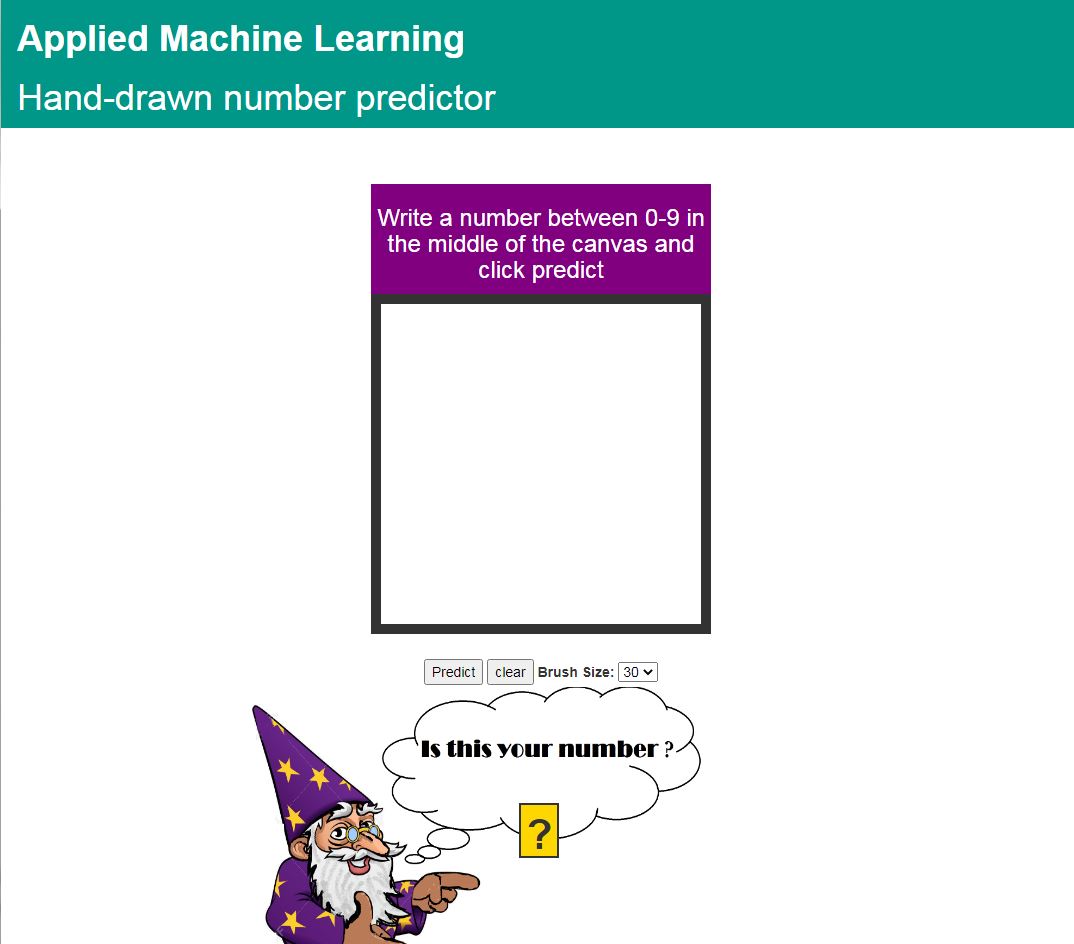 Applied Machine Learning
Hand-drawn number predictor
Write a number between 0-9 in
the middle of the canvas and
click predict
Predict clear Brush Size: 30
Is this your number ?
?